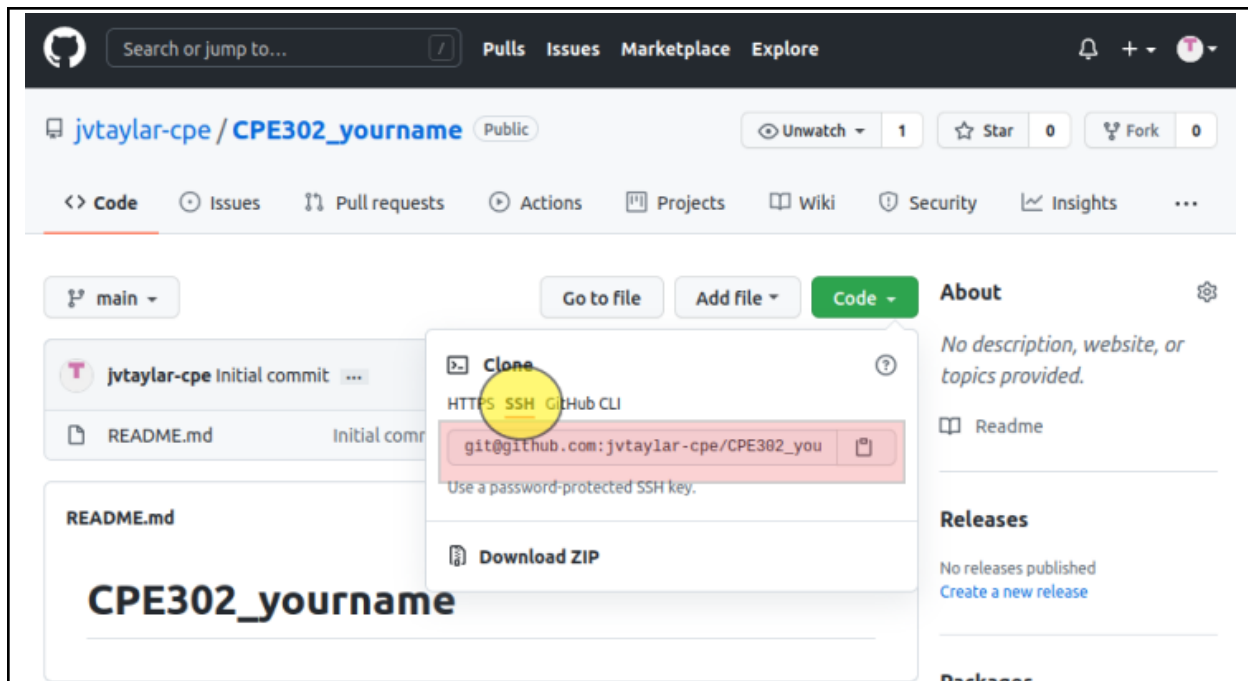 Search or jump to... /
Pulls Issues Marketplace Explore
jvtaylar-cpe / CPE302_yourname Public
Unwatch 1 Star 0 Fork 0
<> Code Issues Pull requests Actions Projects Wiki Security Insights ...
main Go to file Add file Code
Clone
HTTPS SSH GitHub CLI
git@github.com:jvtaylar-cpe/CPE302_you
Use a password-protected SSH key.
Download ZIP
jvtaylar-cpe Initial commit ...
README.md Initial comr
README.md
CPE302_yourname
About
No description, website, or
topics provided.
Readme
Releases
No releases published
Create a new release
Packages